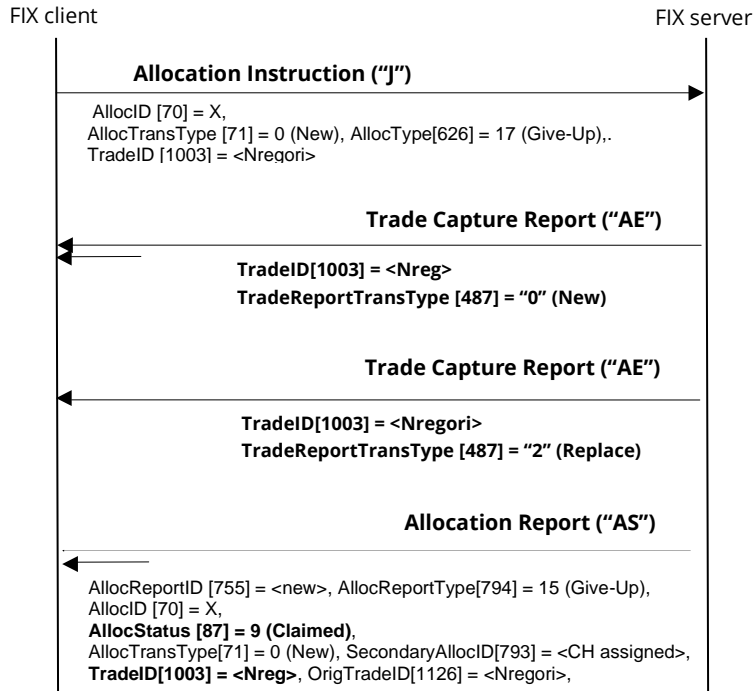 FIX client
FIX server
Allocation Instruction (“J”)
AllocID [70] = X,
AllocTransType [71] = 0 (New), AllocType[626] = 17 (Give-Up),.
TradeID [1003] = <Nregori>
Trade Capture Report (“AE”)
TradeID[1003] = <Nreg>
TradeReportTransType [487] = “0” (New)
Trade Capture Report (“AE”)
TradeID[1003] = <Nregori>
TradeReportTransType [487] = “2” (Replace)
Allocation Report (“AS”)
AllocReportID [755] = <new>, AllocReportType[794] = 15 (Give-Up),
AllocID [70] = X,
AllocStatus [87] = 9 (Claimed),
AllocTransType[71] = 0 (New), SecondaryAllocID[793] = <CH assigned>,
TradeID[1003] = <Nreg>, OrigTradeID[1126] = <Nregori>,